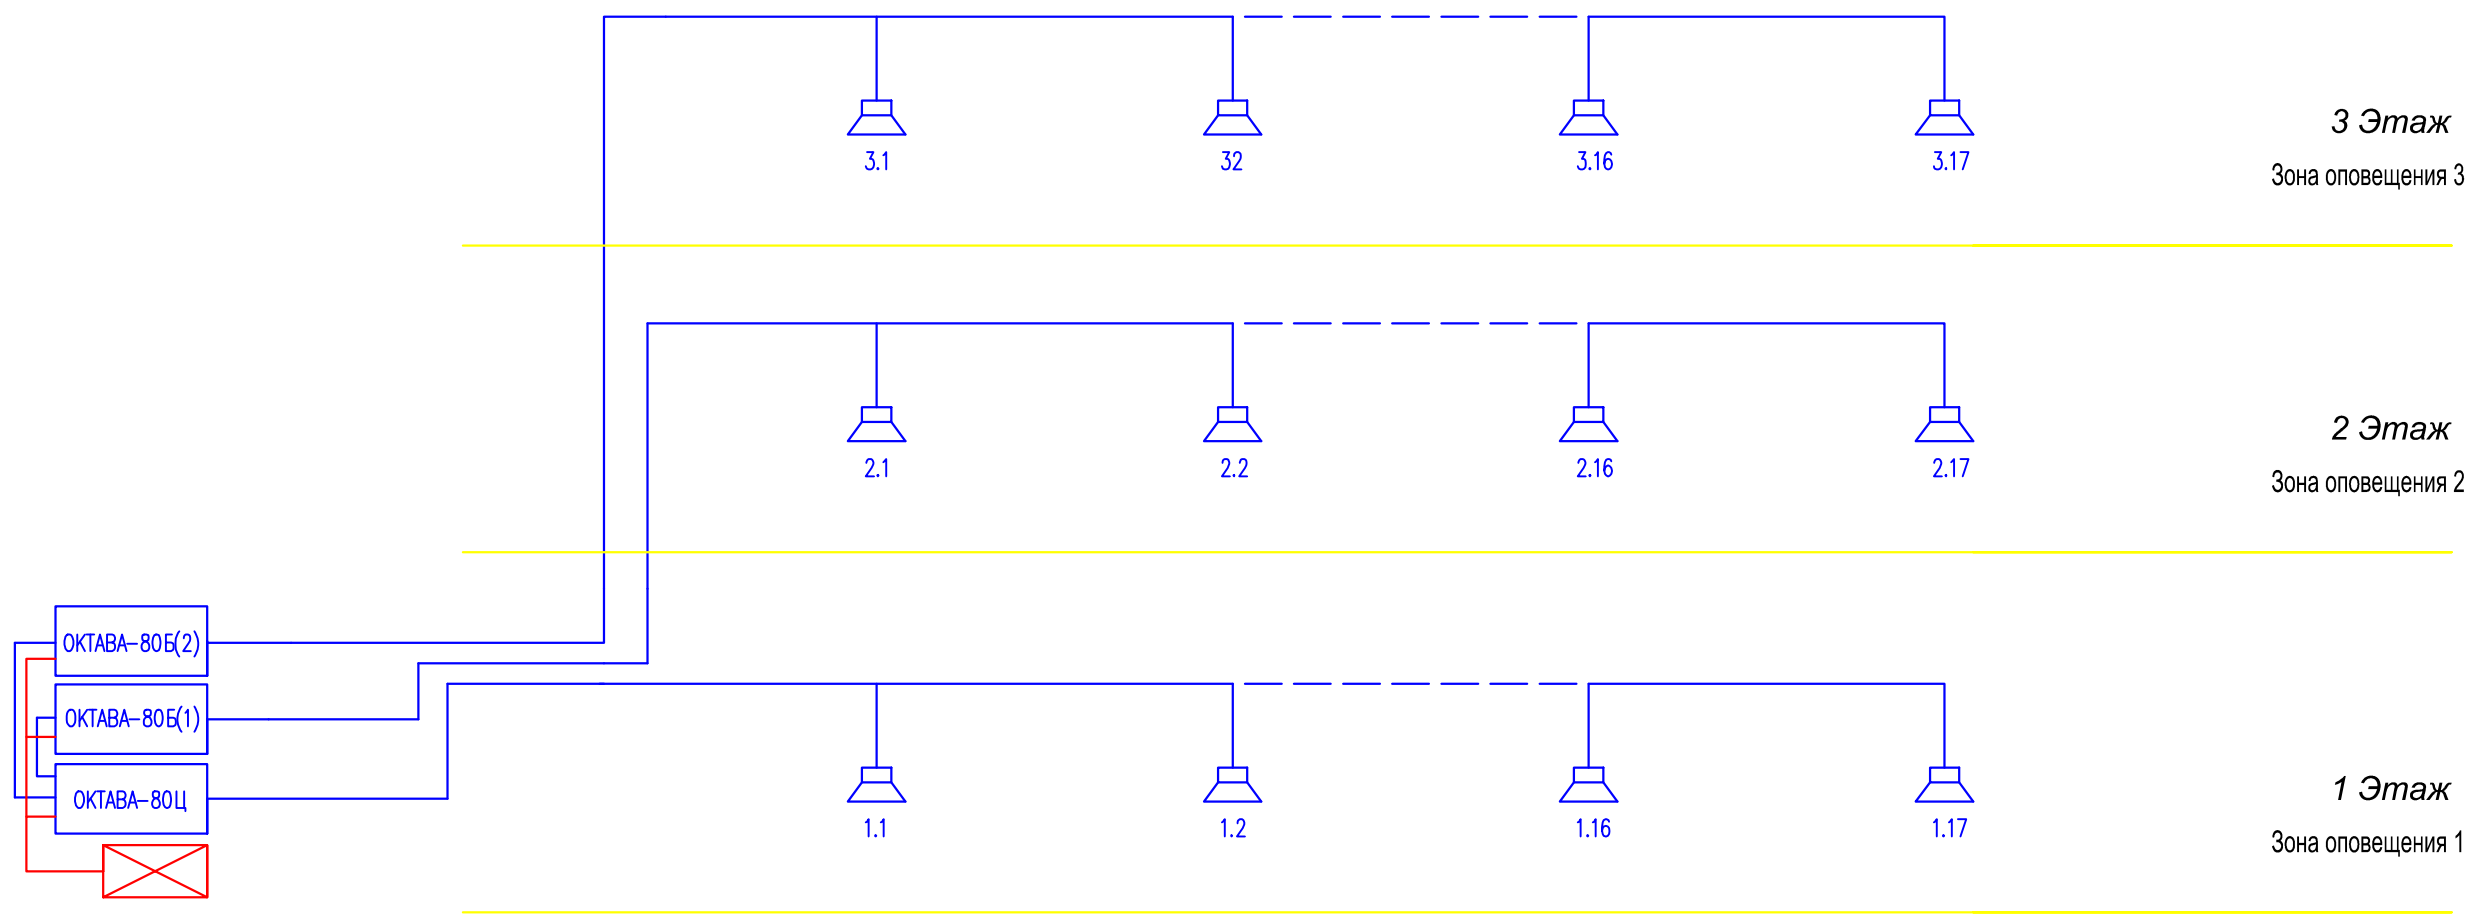 3 Этаж
3.1 32 3.16 3.17
Зона оповещения 3
2 Этаж
2.1 2.2 2.16 2.17
Зона оповещения 2
ОКТАВА-80Б(2)
ОКТАВА-80Б(1)
ОКТАВА-80Ц
1 Этаж
1.1 1.2 1.16 1.17
Зона оповещения 1